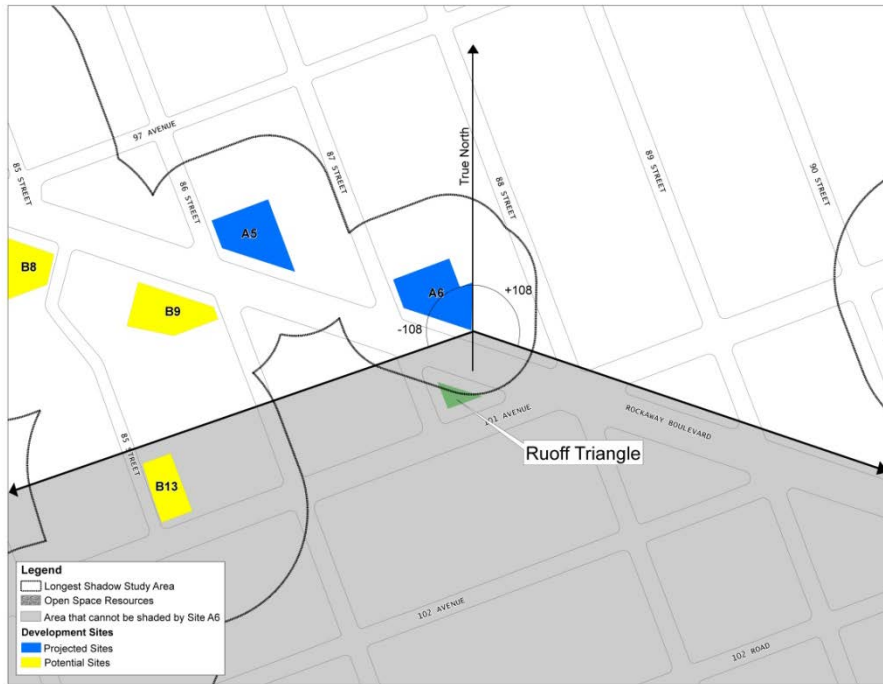 97 AVENUE
85 STREET
86 STREET
87 STREET
True North
88 STREET
89 STREET
90 STREET
A5
B8
A6
+108
B9
-108
101 AVENUE
ROCKAWAY BOULEVARD
Ruoff Triangle
85 STREET
B13
Legend
Longest Shadow Study Area
Open Space Resources
Area that cannot be shaded by Site A6
Development Sites
Projected Sites
Potential Sites
102 AVENUE
102 ROAD